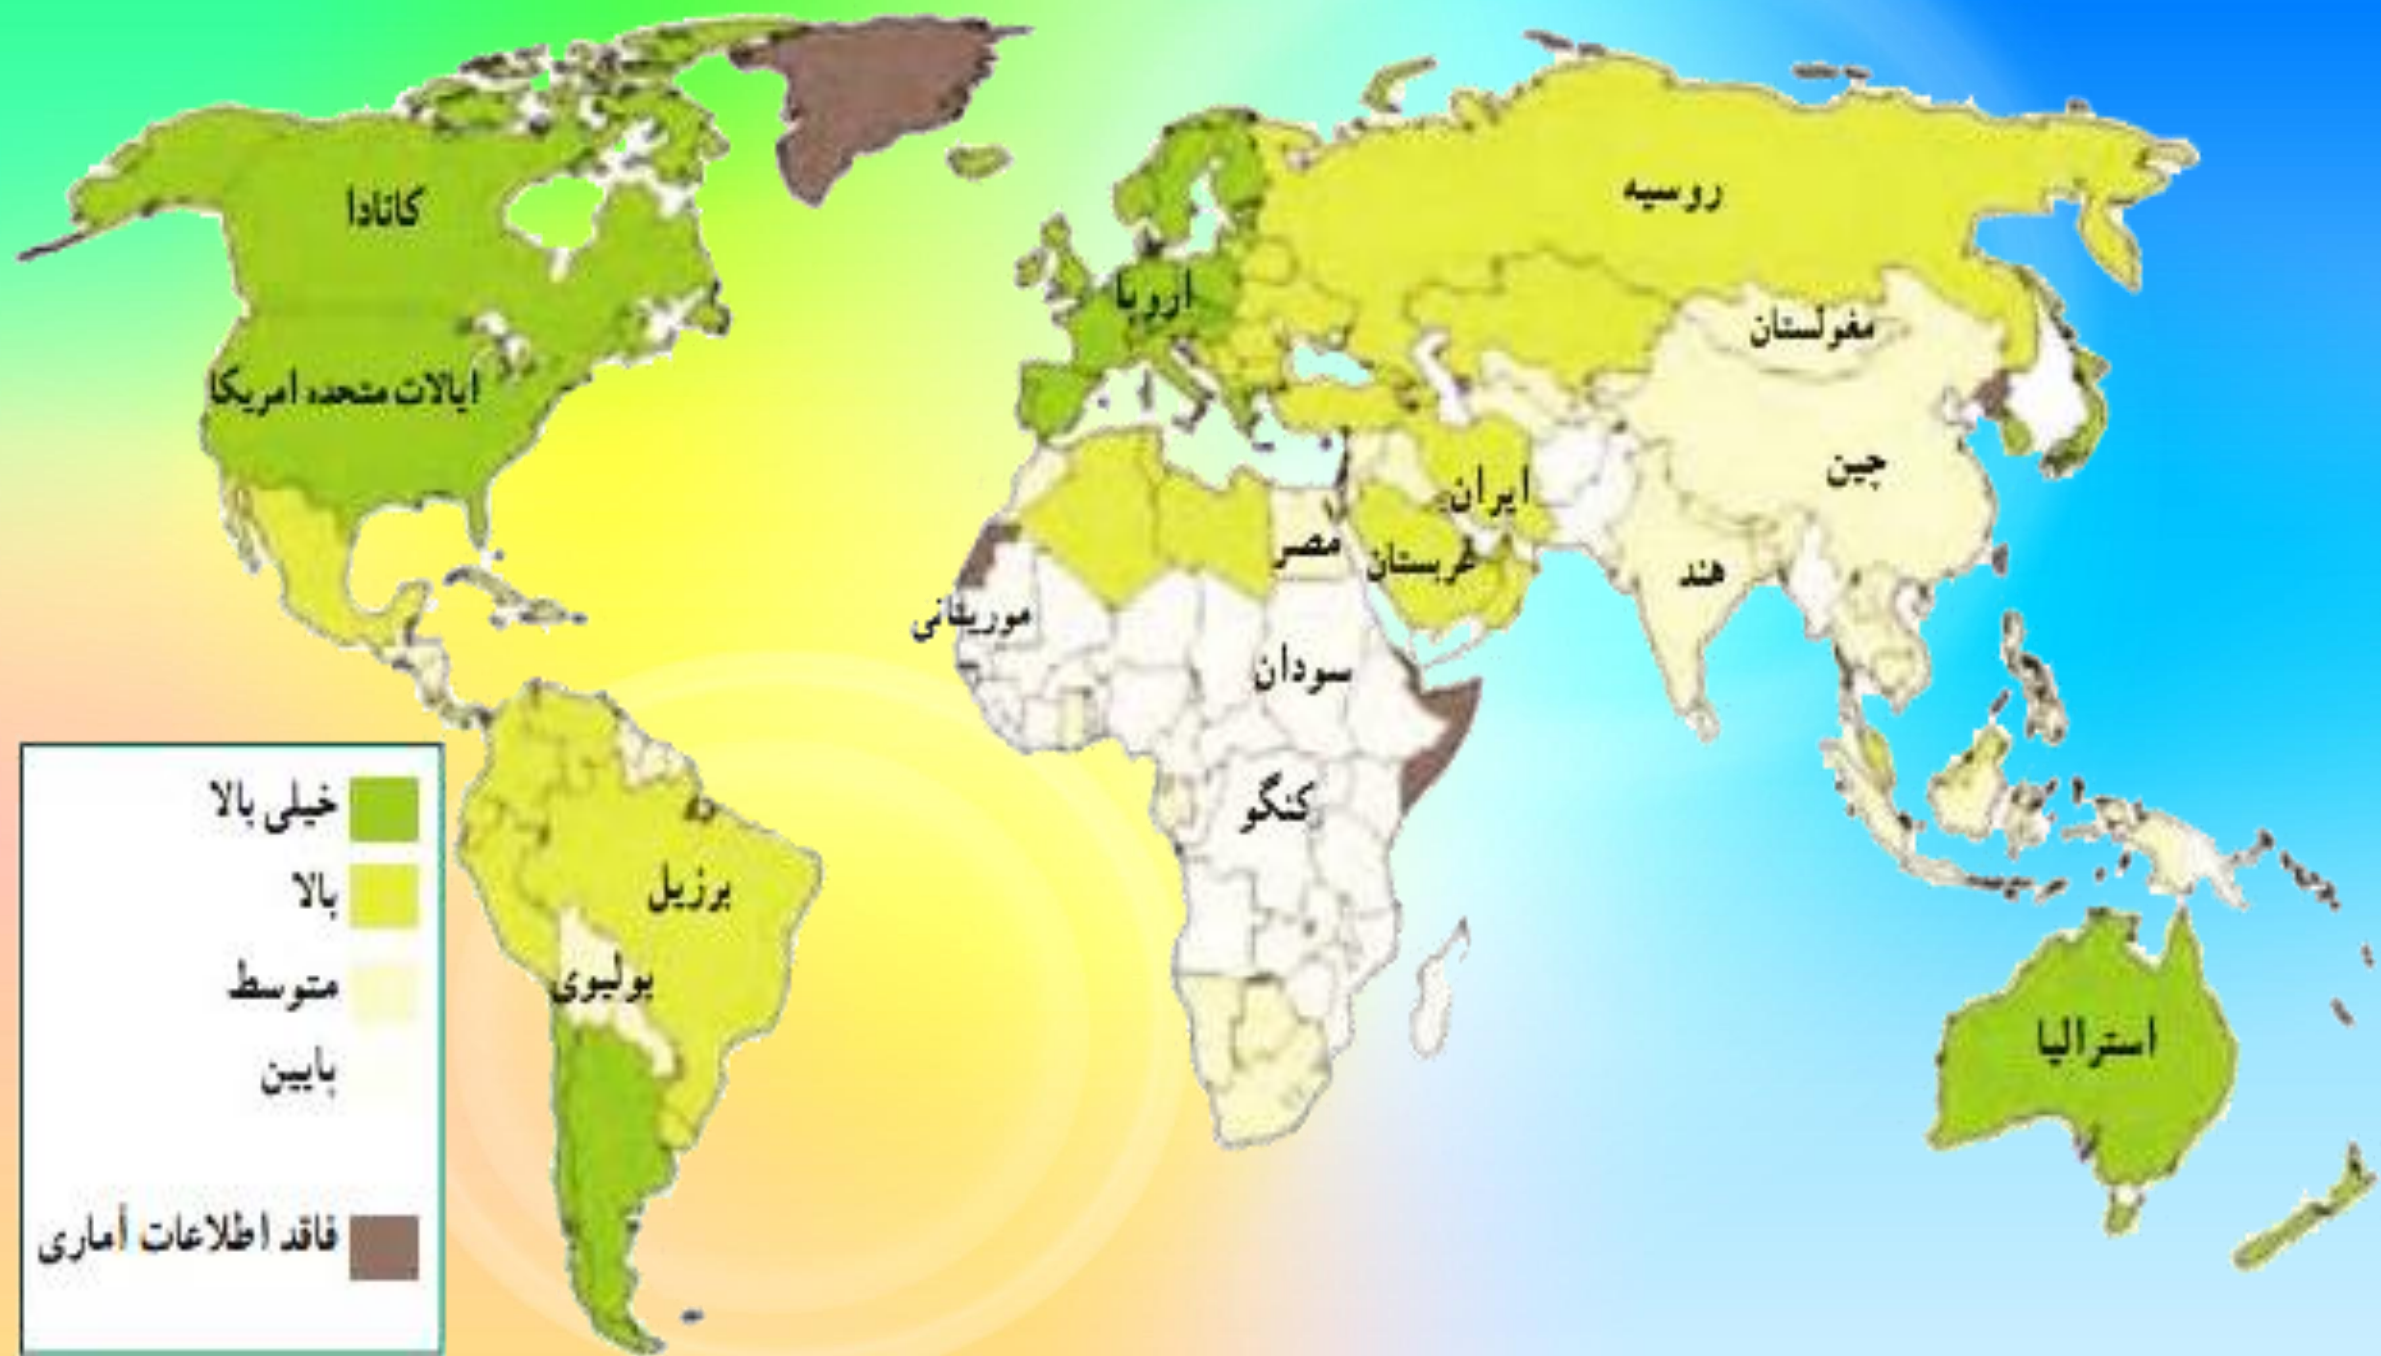 کانادا
ایالات متحده امریکا
برزیل
بولیوی
اروپا
روسیه
مغولستان
چین
ایران
هند
عربستان
مصر
موریتانی
سودان
کنگو
استرالیا
خیلی بالا
بالا
متوسط
پایین
فاقد اطلاعات آماری